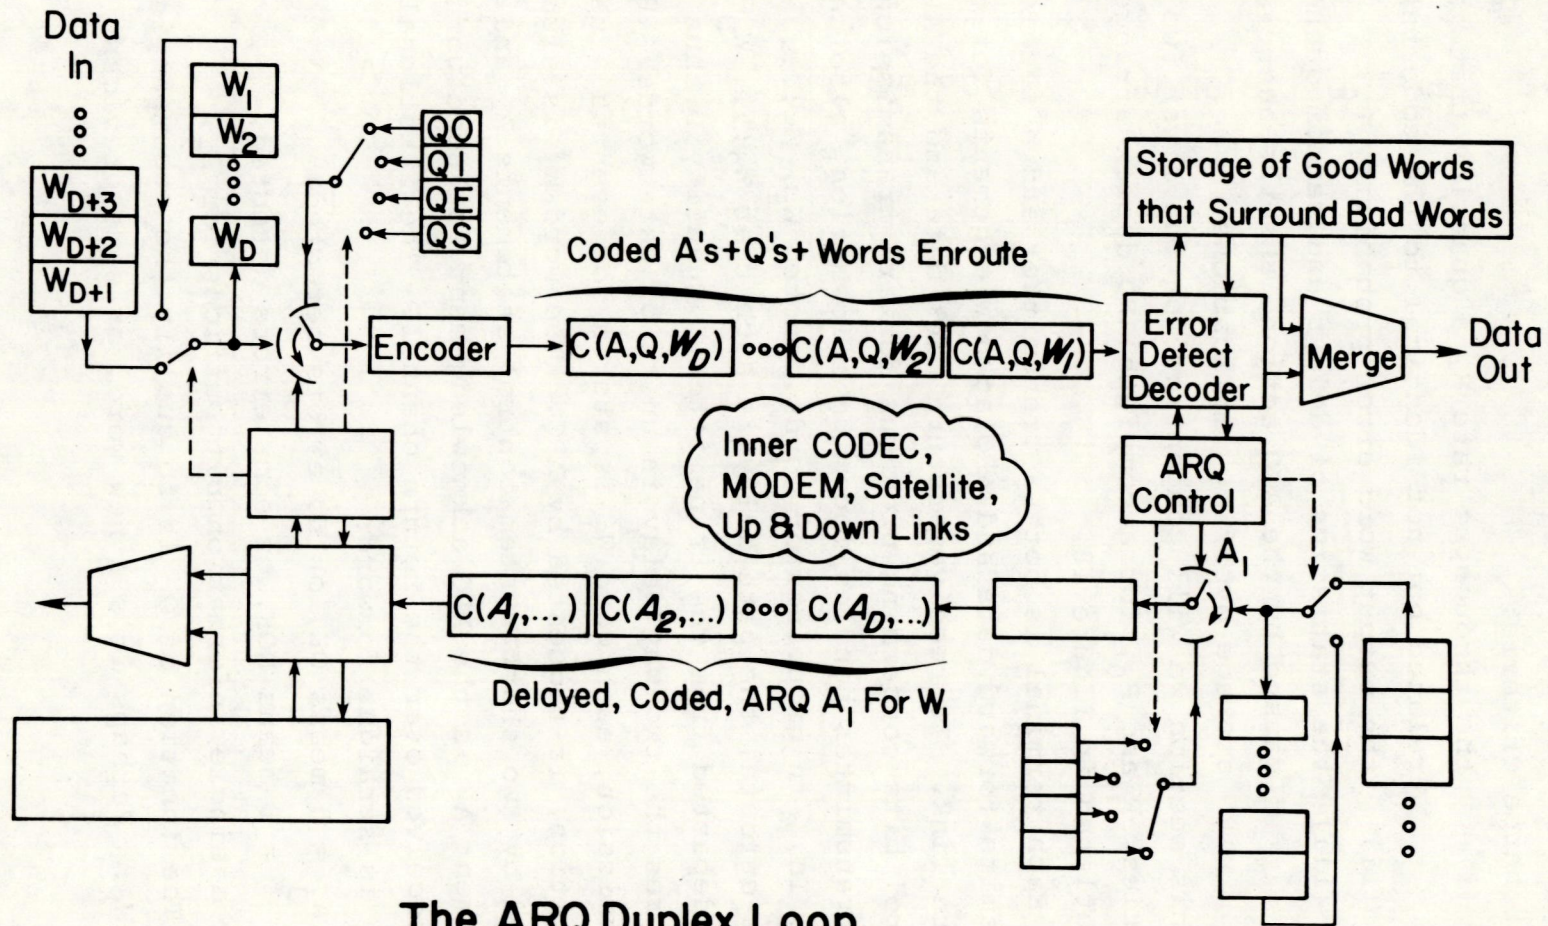 Data
In
W1
W2
WD
WD+3
WD+2
WD+1
QO
QI
QE
QS
Coded A's+Q's+Words Enroute
Encoder
C(A,Q,WD)
C(A,Q,W2)
C(A,Q,W1)
Storage of Good Words
that Surround Bad Words
Error
Detect
Decoder
Merge
Data
Out
Inner CODEC,
MODEM, Satellite,
Up & Down Links
ARQ
Control
A1
C(A1,...)
C(A2,...)
C(AD,...)
Delayed, Coded, ARQ A1 For W1
The ARQ Duplex Loop